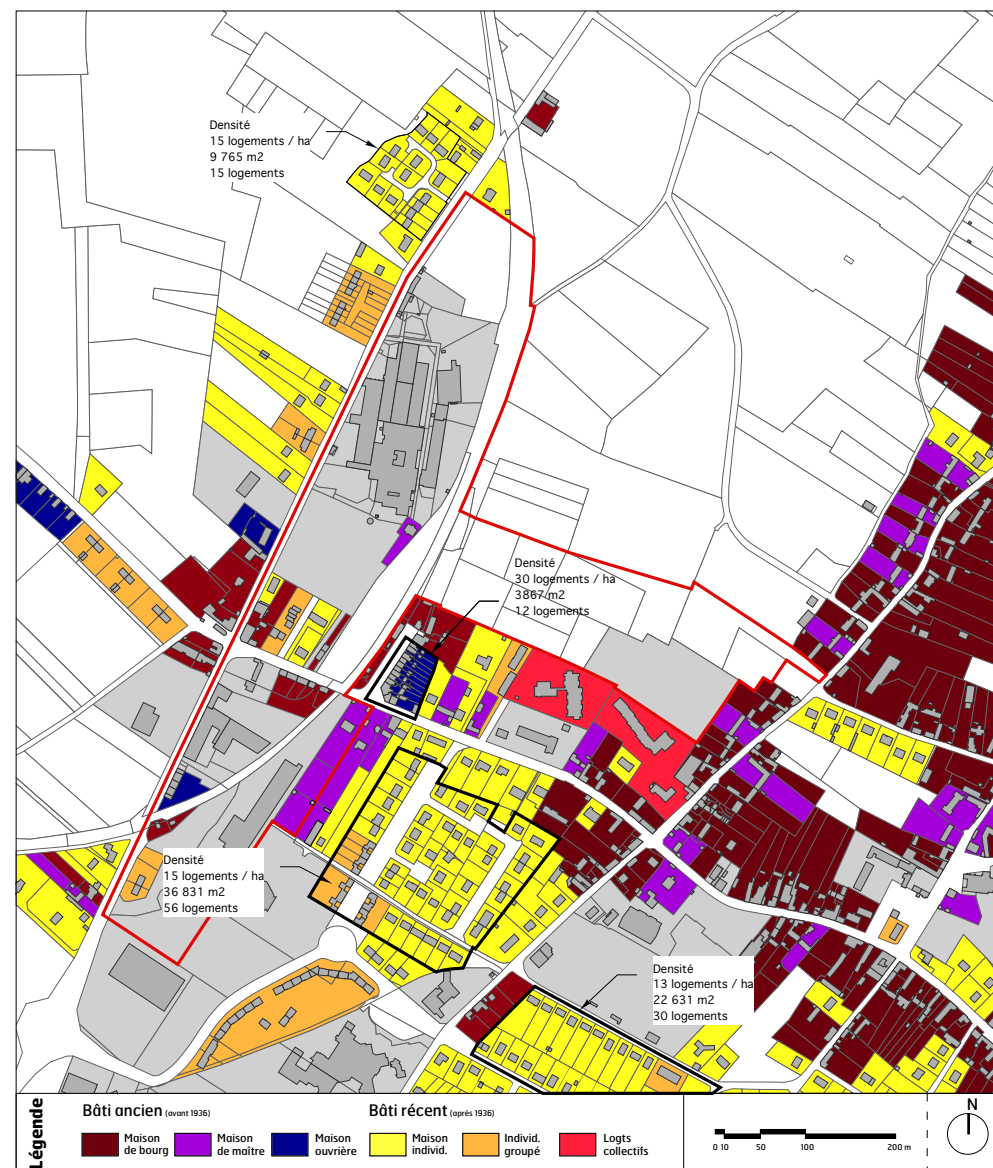 Densité
15 logements / ha
9 765 m2
15 logements
Densité
30 logements / ha
3867 m2
12 logements
Densité
15 logements / ha
36 831 m2
56 logements
Densité
13 logements / ha
22 631 m2
30 logements
Légende
Bâti ancien (avant 1936)
Bâti récent (après 1936)
Maison de bourg
Maison de maître
Maison ouvrière
Maison individ.
Individ. groupé
Logts collectifs
0 10 50 100 200 m
N